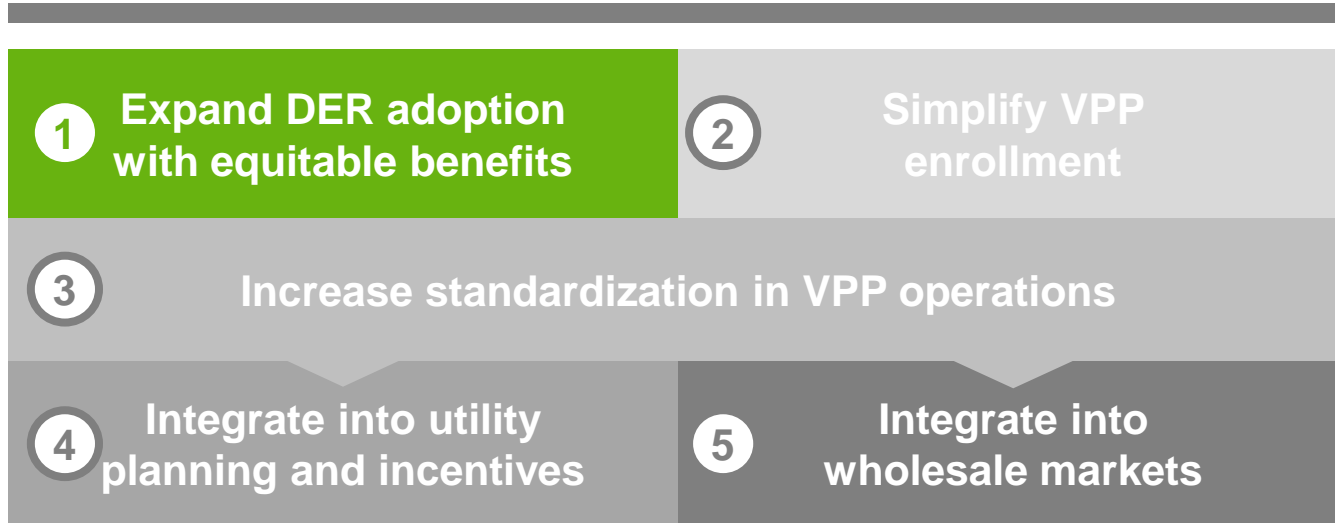 1
Expand DER adoption
with equitable benefits
2
Simplify VPP
enrollment
3
Increase standardization in VPP operations
4
Integrate into utility
planning and incentives
5
Integrate into
wholesale markets